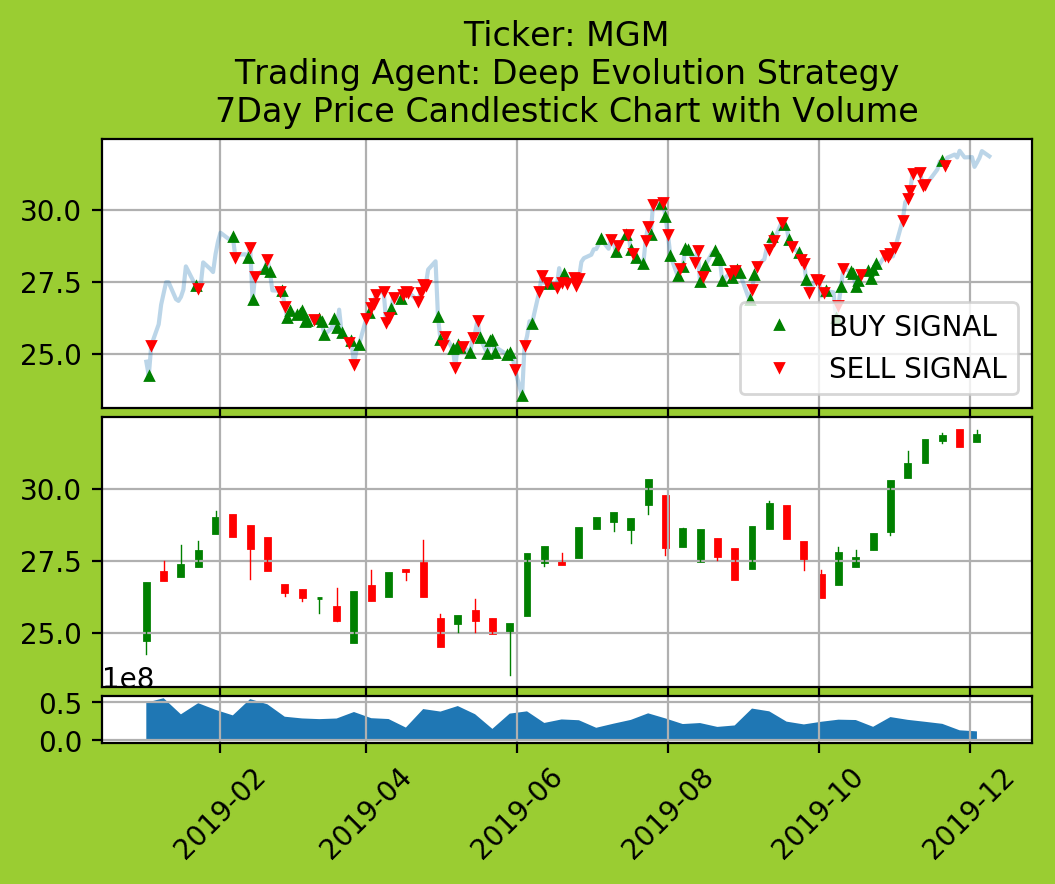 Ticker: MGM
Trading Agent: Deep Evolution Strategy
7Day Price Candlestick Chart with Volume
30.0
27.5
25.0
BUY SIGNAL
SELL SIGNAL
30.0
27.5
25.0
1e8
0.5
0.0
2019-02
2019-04
2019-06
2019-08
2019-10
2019-12